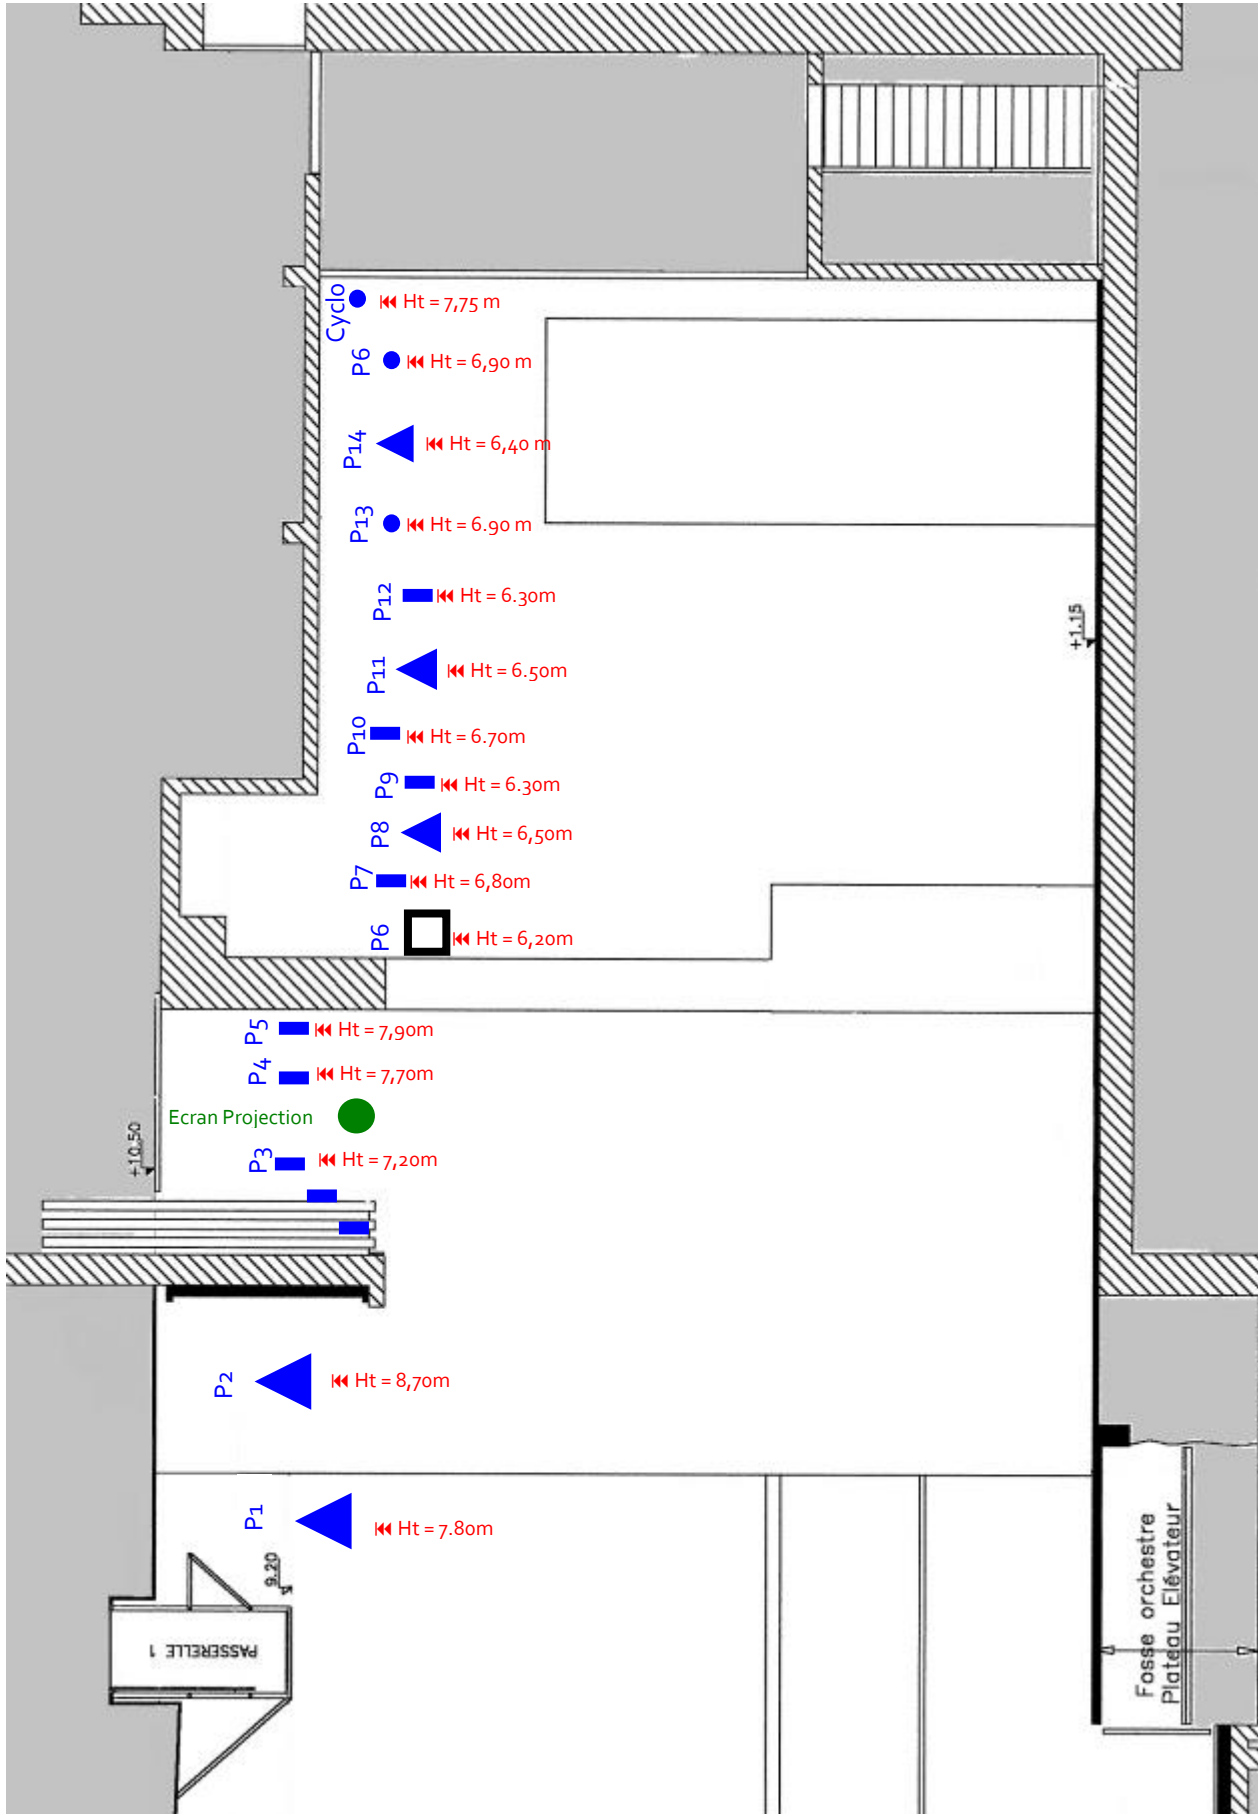 Cyclo
Ht = 7,75 m
P6
Ht = 6,90 m
P14
Ht = 6,40 m
P13
Ht = 6.90 m
P12
Ht = 6.30m
+1.15
P11
Ht = 6.50m
P10
Ht = 6.70m
P9
Ht = 6.30m
P8
Ht = 6,50m
P7
Ht = 6,80m
P6
Ht = 6,20m
P5
Ht = 7,90m
P4
Ht = 7,70m
Ecran Projection
+10.50
P3
Ht = 7,20m
P2
Ht = 8,70m
P1
Ht = 7.80m
9.20
PASSERELLE 1
Fosse orchestre
Plateau Elévateur